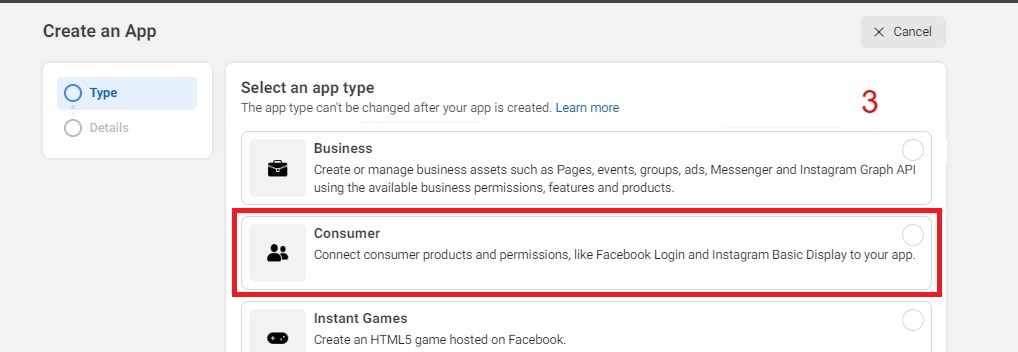 Create an App
× Cancel
Type
Details
Select an app type
The app type can't be changed after your app is created. Learn more
3
Business
Create or manage business assets such as Pages, events, groups, ads, Messenger and Instagram Graph API
using the available business permissions, features and products.
Consumer
Connect consumer products and permissions, like Facebook Login and Instagram Basic Display to your app.
Instant Games
Create an HTML5 game hosted on Facebook.